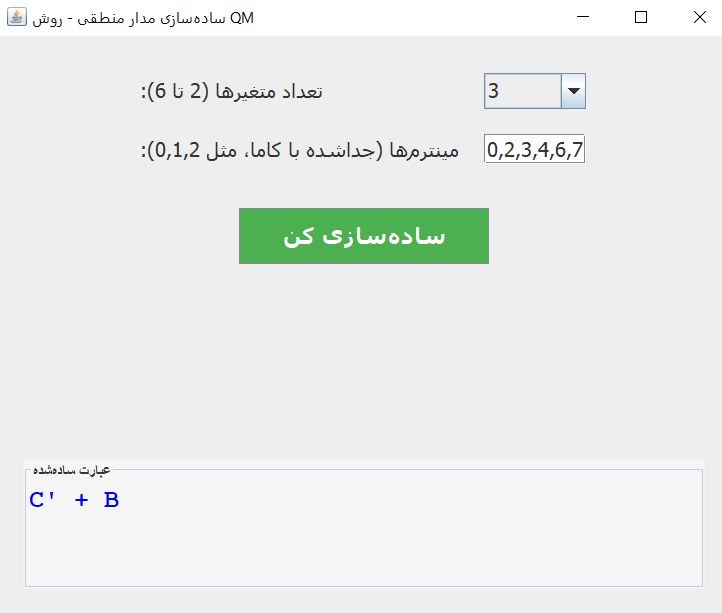 ساده‌سازی مدار منطقی - روش QM
تعداد متغیرها (2 تا 6):
3
مینترم‌ها (جداشده با کاما، مثل 0,1,2):
0,2,3,4,6,7
ساده‌سازی کن
عبارت ساده‌شده
C' + B